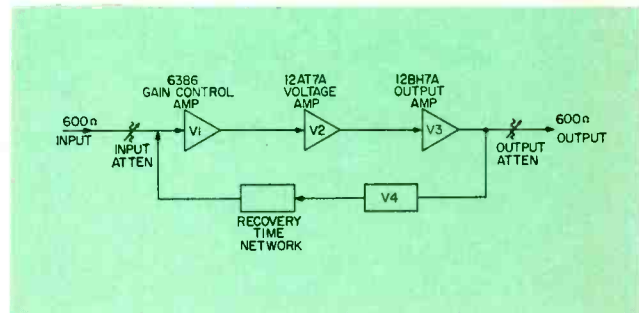 6386
GAIN CONTROL
AMP
12AT7A
VOLTAGE
AMP
12BH7A
OUTPUT
AMP
600Ω
INPUT
INPUT
ATTEN
V1
V2
V3
OUTPUT
ATTEN
600Ω
OUTPUT
RECOVERY
TIME
NETWORK
V4